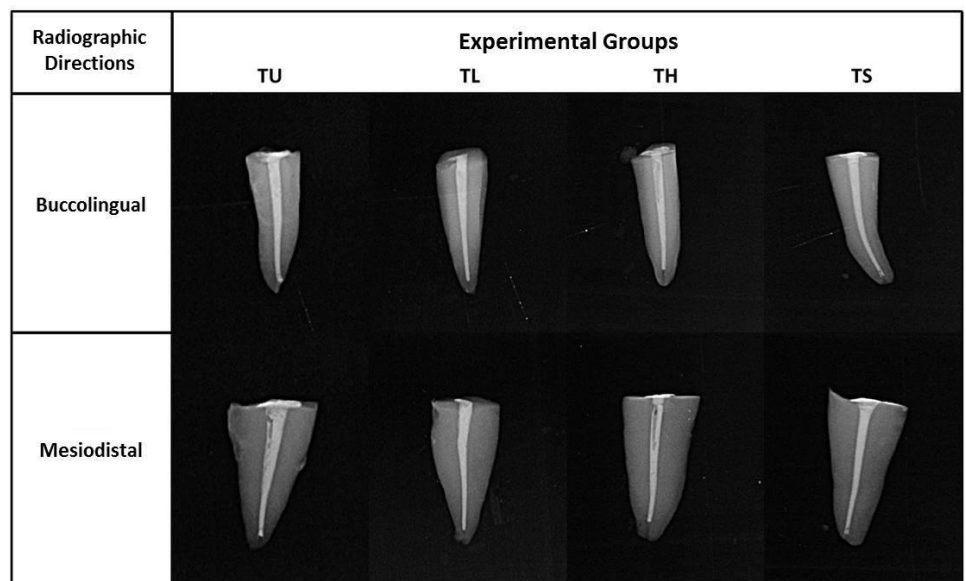 Radiographic
Directions
Experimental Groups
TU TL TH TS
Buccolingual
Mesiodistal